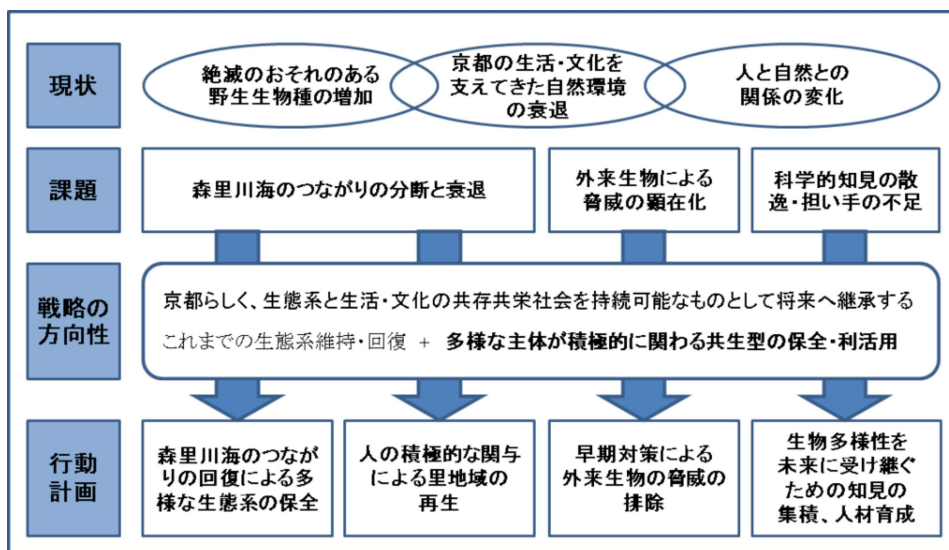 現状
絶滅のおそれのある
野生生物種の増加
京都の生活・文化を
支えてきた自然環境
の衰退
人と自然との
関係の変化
課題
森里川海のつながりの分断と衰退
外来生物による
脅威の顕在化
科学的知見の散
逸・担い手の不足
戦略の
方向性
京都らしく、生態系と生活・文化の共存共栄社会を持続可能なものとして将来へ継承する
これまでの生態系維持・回復 + 多様な主体が積極的に関わる共生型の保全・利活用
行動
計画
森里川海のつなが
りの回復による多
様な生態系の保全
人の積極的な関与
による里地域の
再生
早期対策による
外来生物の脅威の
排除
生物多様性を
未来に受け継ぐ
ための知見の
集積、人材育成